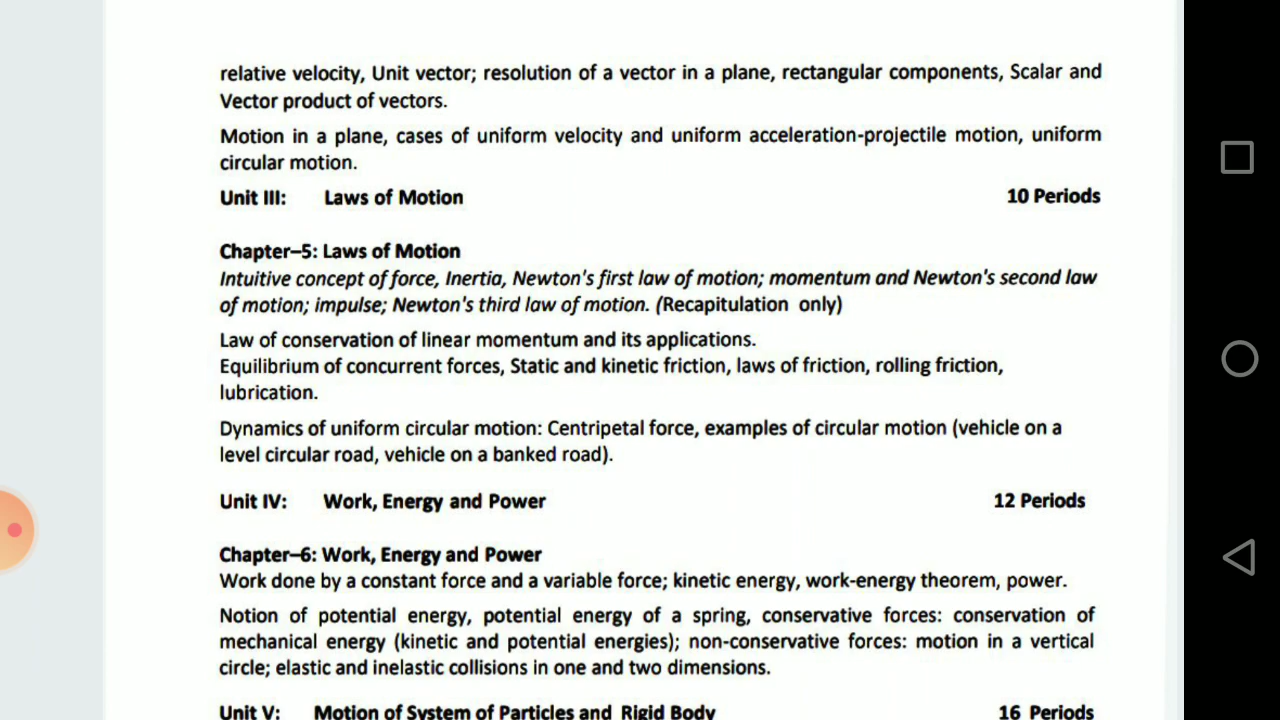 relative velocity, Unit vector; resolution of a vector in a plane, rectangular components, Scalar and
Vector product of vectors.
Motion in a plane, cases of uniform velocity and uniform acceleration-projectile motion, uniform
circular motion.
Unit III: Laws of Motion 10 Periods
Chapter–5: Laws of Motion
Intuitive concept of force, Inertia, Newton's first law of motion; momentum and Newton's second law
of motion; impulse; Newton's third law of motion. (Recapitulation only)
Law of conservation of linear momentum and its applications.
Equilibrium of concurrent forces, Static and kinetic friction, laws of friction, rolling friction,
lubrication.
Dynamics of uniform circular motion: Centripetal force, examples of circular motion (vehicle on a
level circular road, vehicle on a banked road).
Unit IV: Work, Energy and Power 12 Periods
Chapter–6: Work, Energy and Power
Work done by a constant force and a variable force; kinetic energy, work-energy theorem, power.
Notion of potential energy, potential energy of a spring, conservative forces: conservation of
mechanical energy (kinetic and potential energies); non-conservative forces: motion in a vertical
circle; elastic and inelastic collisions in one and two dimensions.
Unit V: Motion of System of Particles and Rigid Body 16 Periods